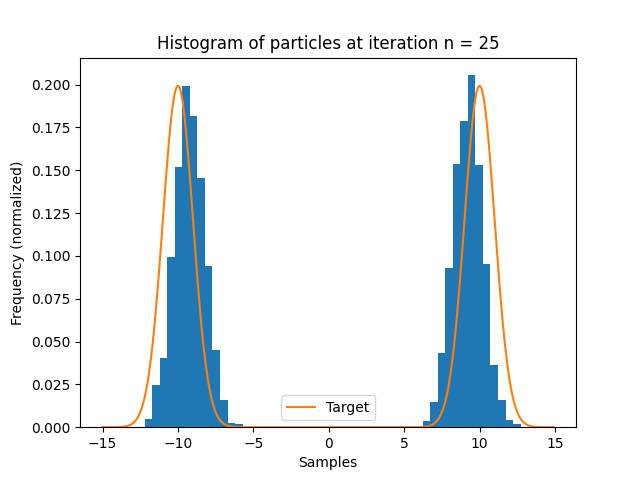 Histogram of particles at iteration n = 25
Frequency (normalized)
0.200
0.175
0.150
0.125
0.100
0.075
0.050
0.025
0.000
Target
−15 −10 −5 0 5 10 15
Samples